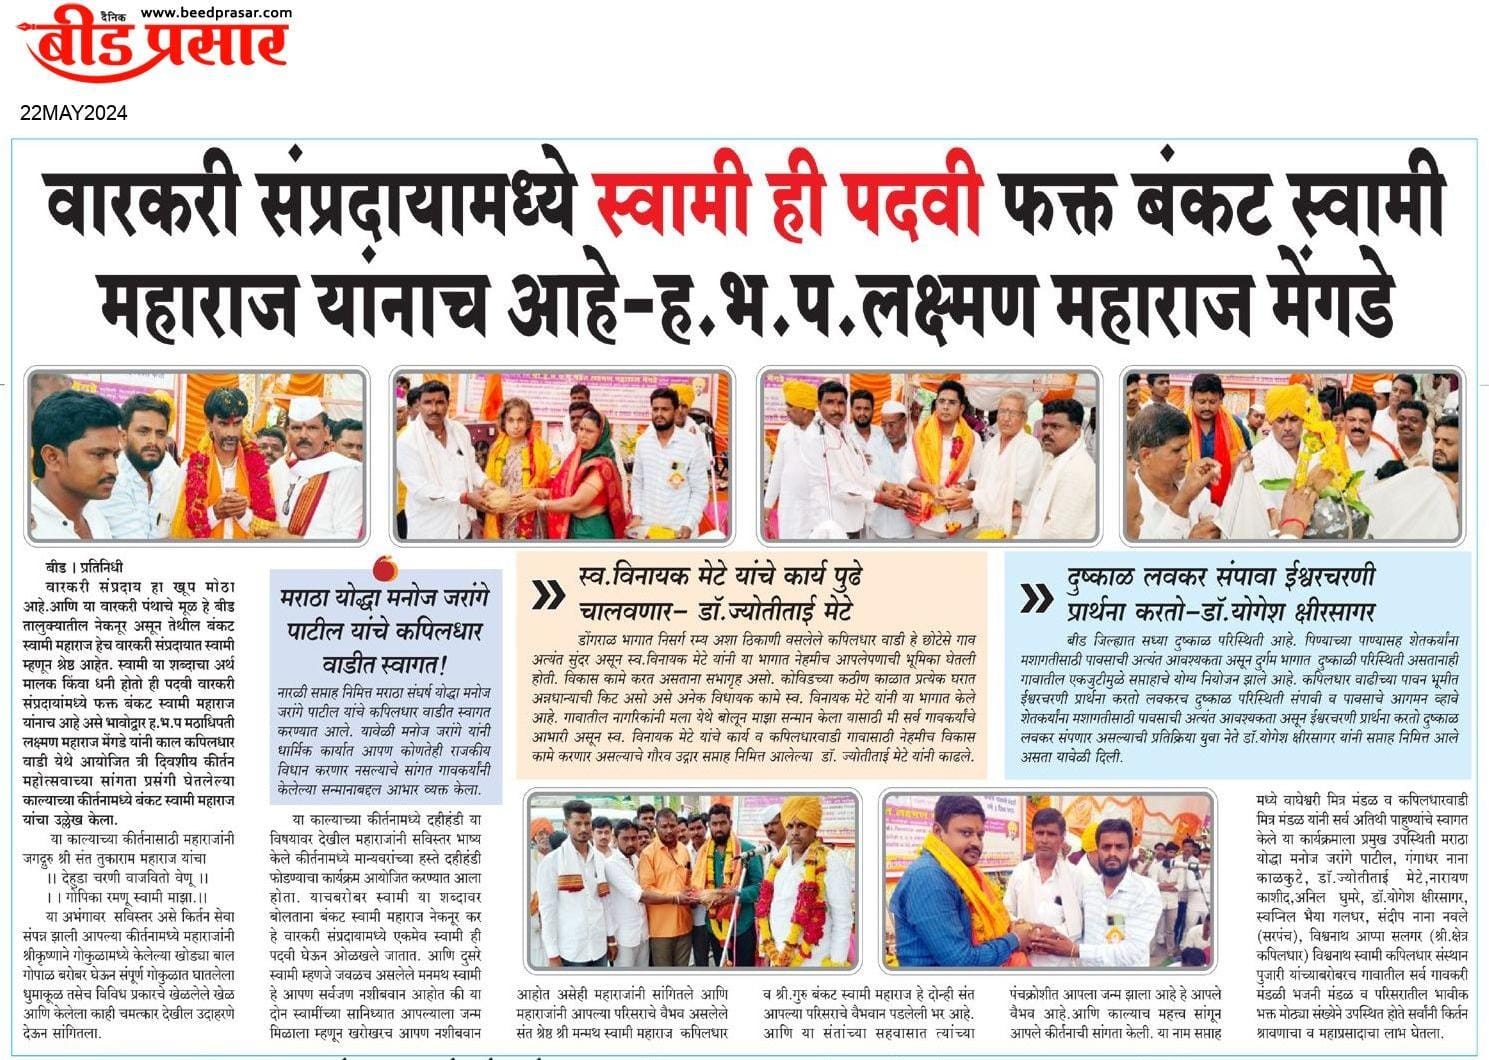 दैनिक
www.beedprasar.com
बीड प्रसार
22MAY2024
वारकरी संप्रदायामध्ये स्वामी ही पदवी फक्त बंकट स्वामी
महाराज यांनाच आहे-ह.भ.प.लक्ष्मण महाराज मेंगडे
बीड । प्रतिनिधी
वारकरी संप्रदाय हा खूप मोठा
आहे.आणि या वारकरी पंथाचे मूळ हे बीड
तालुक्यातील नेकनूर असून तेथील बंकट
स्वामी महाराज हेच वारकरी संप्रदायात स्वामी
म्हणून श्रेष्ठ आहेत. स्वामी या शब्दाचा अर्थ
मालक किंवा धनी होतो ही पदवी वारकरी
संप्रदायांमध्ये फक्त बंकट स्वामी महाराज
यांनाच आहे असे भावोद्गार ह.भ.प मठाधिपती
लक्ष्मण महाराज मेंगडे यांनी काल कपिलधार
वाडी येथे आयोजित त्री दिवशीय कीर्तन
महोत्सवाच्या सांगता प्रसंगी घेतलेल्या
काल्याच्या कीर्तनामध्ये बंकट स्वामी महाराज
यांचा उल्लेख केला.
या काल्याच्या कीर्तनासाठी महाराजांनी
जगद्गुरु श्री संत तुकाराम महाराज यांचा
।। देहुडा चरणी वाजवितो वेणू ।।
।। गोपिका रमणू स्वामी माझा.।।
या अभंगावर सविस्तर असे किर्तन सेवा
संपन्न झाली आपल्या कीर्तनामध्ये महाराजांनी
श्रीकृष्णाने गोकुळामध्ये केलेल्या खोड्या बाल
गोपाळ बरोबर घेऊन संपूर्ण गोकुळात घातलेला
धुमाकूळ तसेच विविध प्रकारचे खेळलेले खेळ
आणि केलेला काही चमत्कार देखील उदाहरणे
देऊन सांगितला.
मराठा योद्धा मनोज जरांगे
पाटील यांचे कपिलधार
वाडीत स्वागत!
नारळी सप्ताह निमित्त मराठा संघर्ष योद्धा मनोज
जरांगे पाटील यांचे कपिलधार वाडीत स्वागत
करण्यात आले. यावेळी मनोज जरांगे यांनी
धार्मिक कार्यात आपण कोणतेही राजकीय
विधान करणार नसल्याचे सांगत गावकर्यांनी
केलेल्या सन्मानाबद्दल आभार व्यक्त केला.
या काल्याच्या कीर्तनामध्ये दहीहंडी या
विषयावर देखील महाराजांनी सविस्तर भाष्य
केले कीर्तनामध्ये मान्यवरांच्या हस्ते दहीहंडी
फोडण्याचा कार्यक्रम आयोजित करण्यात आला
होता. याचबरोबर स्वामी या शब्दावर
बोलताना बंकट स्वामी महाराज नेकनूर कर
हे वारकरी संप्रदायामध्ये एकमेव स्वामी ही
पदवी घेऊन ओळखले जातात. आणि दुसरे
स्वामी म्हणजे जवळच असलेले मनमथ स्वामी
हे आपण सर्वजण नशीबवान आहोत की या
दोन स्वामींच्या सानिध्यात आपल्याला जन्म
मिळाला म्हणून खरोखरच आपण नशीबवान
स्व.विनायक मेटे यांचे कार्य पुढे
चालवणार- डॉ.ज्योतीताई मेटे
डोंगराळ भागात निसर्ग रम्य अशा ठिकाणी वसलेले कपिलधार वाडी हे छोटेसे गाव
अत्यंत सुंदर असून स्व.विनायक मेटे यांनी या भागात नेहमीच आपलेपणाची भूमिका घेतली
होती. विकास कामे करत असताना सभागृह असो. कोविडच्या कठीण काळात प्रत्येक घरात
अन्नधान्याची किट असो असे अनेक विधायक कामे स्व. विनायक मेटे यांनी या भागात केले
आहे. गावातील नागरिकांनी मला येथे बोलून माझा सन्मान केला यासाठी मी सर्व गावकर्यांचे
आभारी असून स्व. विनायक मेटे यांचे कार्य व कपिलधारवाडी गावासाठी नेहमीच विकास
कामे करणार असल्याचे गौरव उद्गार सप्ताह निमित्त आलेल्या डॉ. ज्योतीताई मेटे यांनी काढले.
दुष्काळ लवकर संपावा ईश्वरचरणी
प्रार्थना करतो-डॉ.योगेश क्षीरसागर
बीड जिल्ह्यात सध्या दुष्काळ परिस्थिती आहे. पिण्याच्या पाण्यासह शेतकर्यांना
मशागतीसाठी पावसाची अत्यंत आवश्यकता असून दुर्गम भागात दुष्काळी परिस्थिती असतानाही
गावातील एकजुटीमुळे सप्ताहाचे योग्य नियोजन झाले आहे. कपिलधार वाढीच्या पावन भूमीत
ईश्वरचरणी प्रार्थना करतो लवकरच दुष्काळ परिस्थिती संपावी व पावसाचे आगमन व्हावे
शेतकर्यांना मशागतीसाठी पावसाची अत्यंत आवश्यकता असून ईश्वरचरणी प्रार्थना करतो दुष्काळ
लवकर संपणार असल्याची प्रतिक्रिया युवा नेते डॉ.योगेश क्षीरसागर यांनी सप्ताह निमित्त आले
असता यावेळी दिली.
आहोत असेही महाराजांनी सांगितले आणि
महाराजांनी आपल्या परिसराचे वैभव असलेले
संत श्रेष्ठ श्री मन्मथ स्वामी महाराज कपिलधार
व श्री.गुरु बंकट स्वामी महाराज हे दोन्ही संत
आपल्या परिसराचे वैभवान पडलेली भर आहे.
आणि या संतांच्या सहवासात त्यांच्या
पंचक्रोशीत आपला जन्म झाला आहे हे आपले
वैभव आहे.आणि काल्याच महत्त्व सांगून
आपले कीर्तनाची सांगता केली. या नाम सप्ताह
मध्ये वाघेश्वरी मित्र मंडळ व कपिलधारवाडी
मित्र मंडळ यांनी सर्व अतिथी पाहुण्यांचे स्वागत
केले या कार्यक्रमाला प्रमुख उपस्थिती मराठा
योद्धा मनोज जरांगे पाटील, गंगाधर नाना
काळकुटे, डॉ.ज्योतीताई मेटे,नारायण
काशीद,अनिल घुमरे, डॉ.योगेश क्षीरसागर,
स्वप्निल भैया गलधर, संदीप नाना नवले
(सरपंच), विश्वनाथ आप्पा सलगर (श्री.क्षेत्र
कपिलधार) विश्वनाथ स्वामी कपिलधार संस्थान
पुजारी यांच्याबरोबरच गावातील सर्व गावकरी
मंडळी भजनी मंडळ व परिसरातील भावीक
भक्त मोठ्या संख्येने उपस्थित होते सर्वांनी किर्तन
श्रावणाचा व महाप्रसादाचा लाभ घेतला.